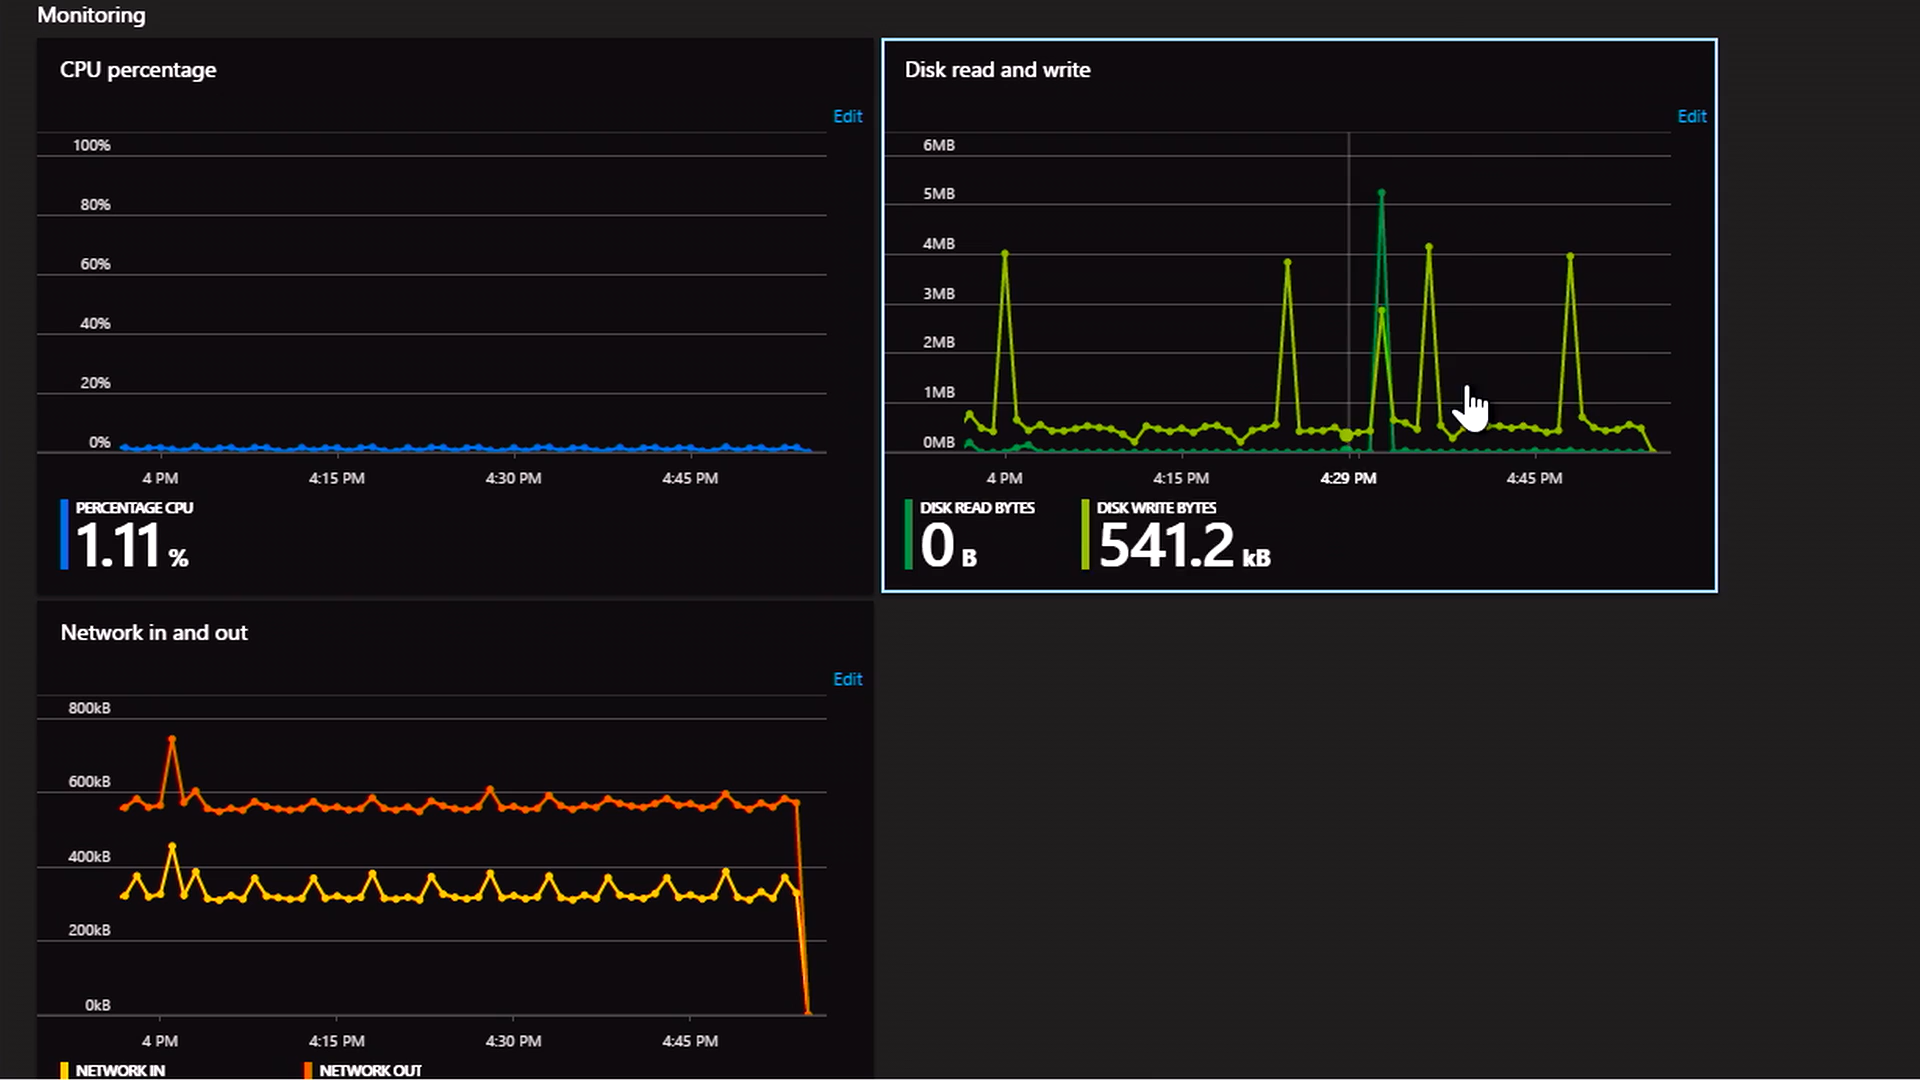 Monitoring
CPU percentage
Edit
100%
80%
60%
40%
20%
0%
4 PM 4:15 PM 4:30 PM 4:45 PM
PERCENTAGE CPU
1.11 %
Disk read and write
Edit
6MB
5MB
4MB
3MB
2MB
1MB
0MB
4 PM 4:15 PM 4:29 PM 4:45 PM
DISK READ BYTES DISK WRITE BYTES
0 B 541.2 kB
Network in and out
Edit
800kB
600kB
400kB
200kB
0kB
4 PM 4:15 PM 4:30 PM 4:45 PM
NETWORK IN NETWORK OUT